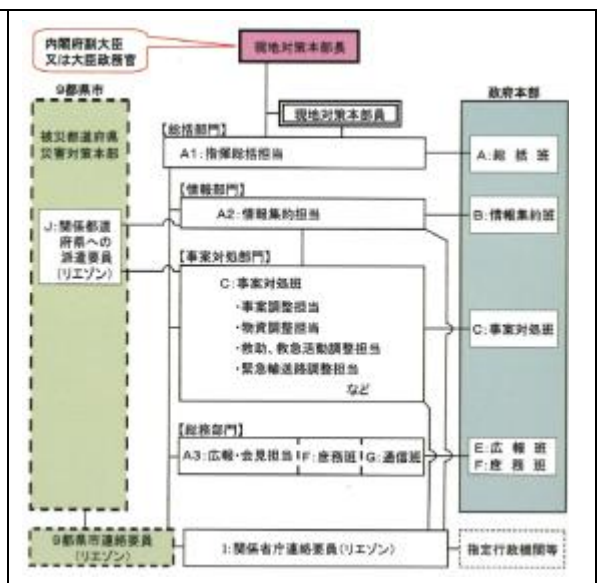 内閣府副大臣
又は大臣政務官
現地対策本部長
9都県市
政府本部
現地対策本部員
被災都道府県
災害対策本部
【総括部門】
A1:指揮総括担当
A:総括班
【情報部門】
A2:情報集約担当
B:情報集約班
J:関係都道
府県への
派遣要員
(リエゾン)
【事案対処部門】
C:事案対処班
・事案調整担当
・物資調整担当
・救助、救急活動調整担当
・緊急輸送路調整担当
など
C:事案対処班
【総務部門】
A3:広報・会見担当
F:庶務班
G:通信班
E:広報班
F:庶務班
9都県市連絡要員
(リエゾン)
I:関係省庁連絡要員(リエゾン)
指定行政機関等